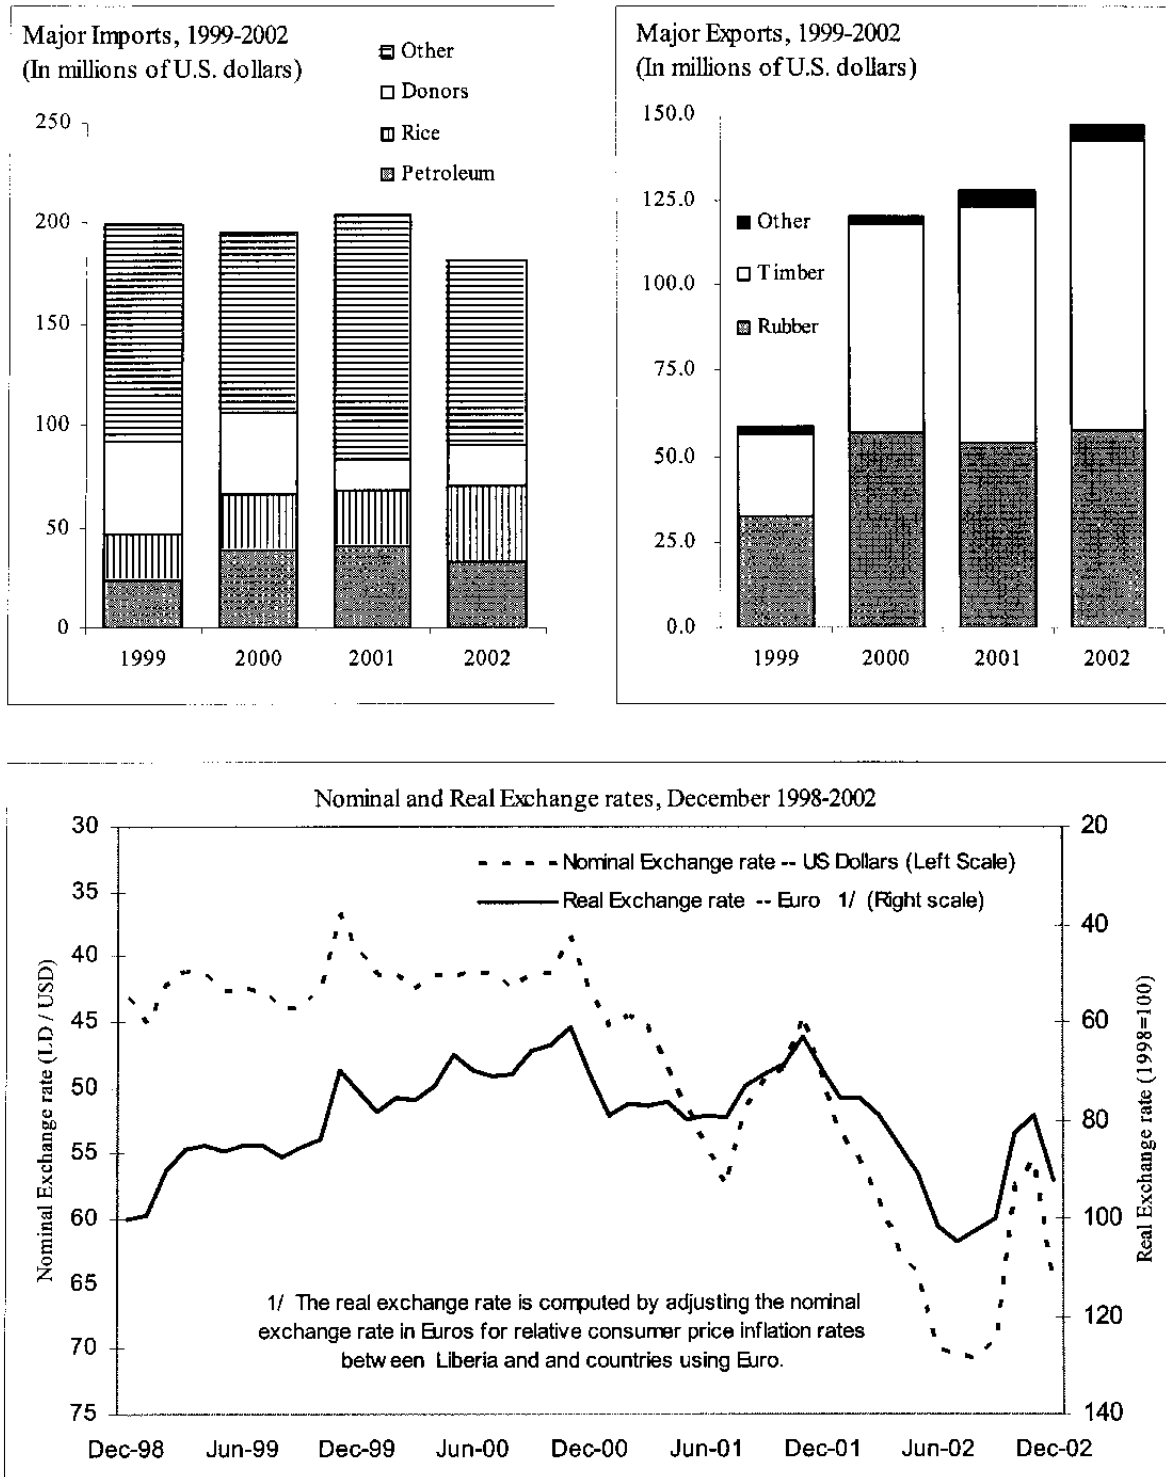 Major Imports, 1999-2002
(In millions of U.S. dollars)
Other
Donors
Rice
Petroleum
250
200
150
100
50
0
1999
2000
2001
2002
Major Exports, 1999-2002
(In millions of U.S. dollars)
150.0
125.0
100.0
75.0
50.0
25.0
0.0
Other
Timber
Rubber
1999
2000
2001
2002
Nominal and Real Exchange rates, December 1998-2002
Nominal Exchange rate -- US Dollars (Left Scale)
Real Exchange rate -- Euro 1/ (Right scale)
Nominal Exchange rate (LD / USD)
30
35
40
45
50
55
60
65
70
75
Real Exchange rate (1998=100)
20
40
60
80
100
120
140
1/ The real exchange rate is computed by adjusting the nominal
exchange rate in Euros for relative consumer price inflation rates
between Liberia and and countries using Euro.
Dec-98
Jun-99
Dec-99
Jun-00
Dec-00
Jun-01
Dec-01
Jun-02
Dec-02